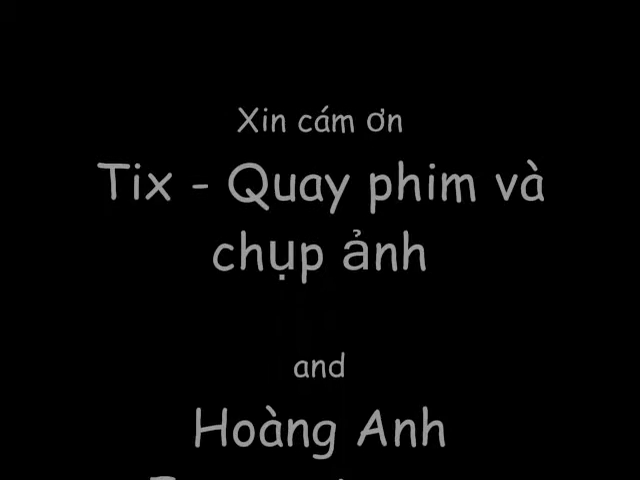 Xin cám ơn
Tix - Quay phim và
chụp ảnh
and
Hoàng Anh